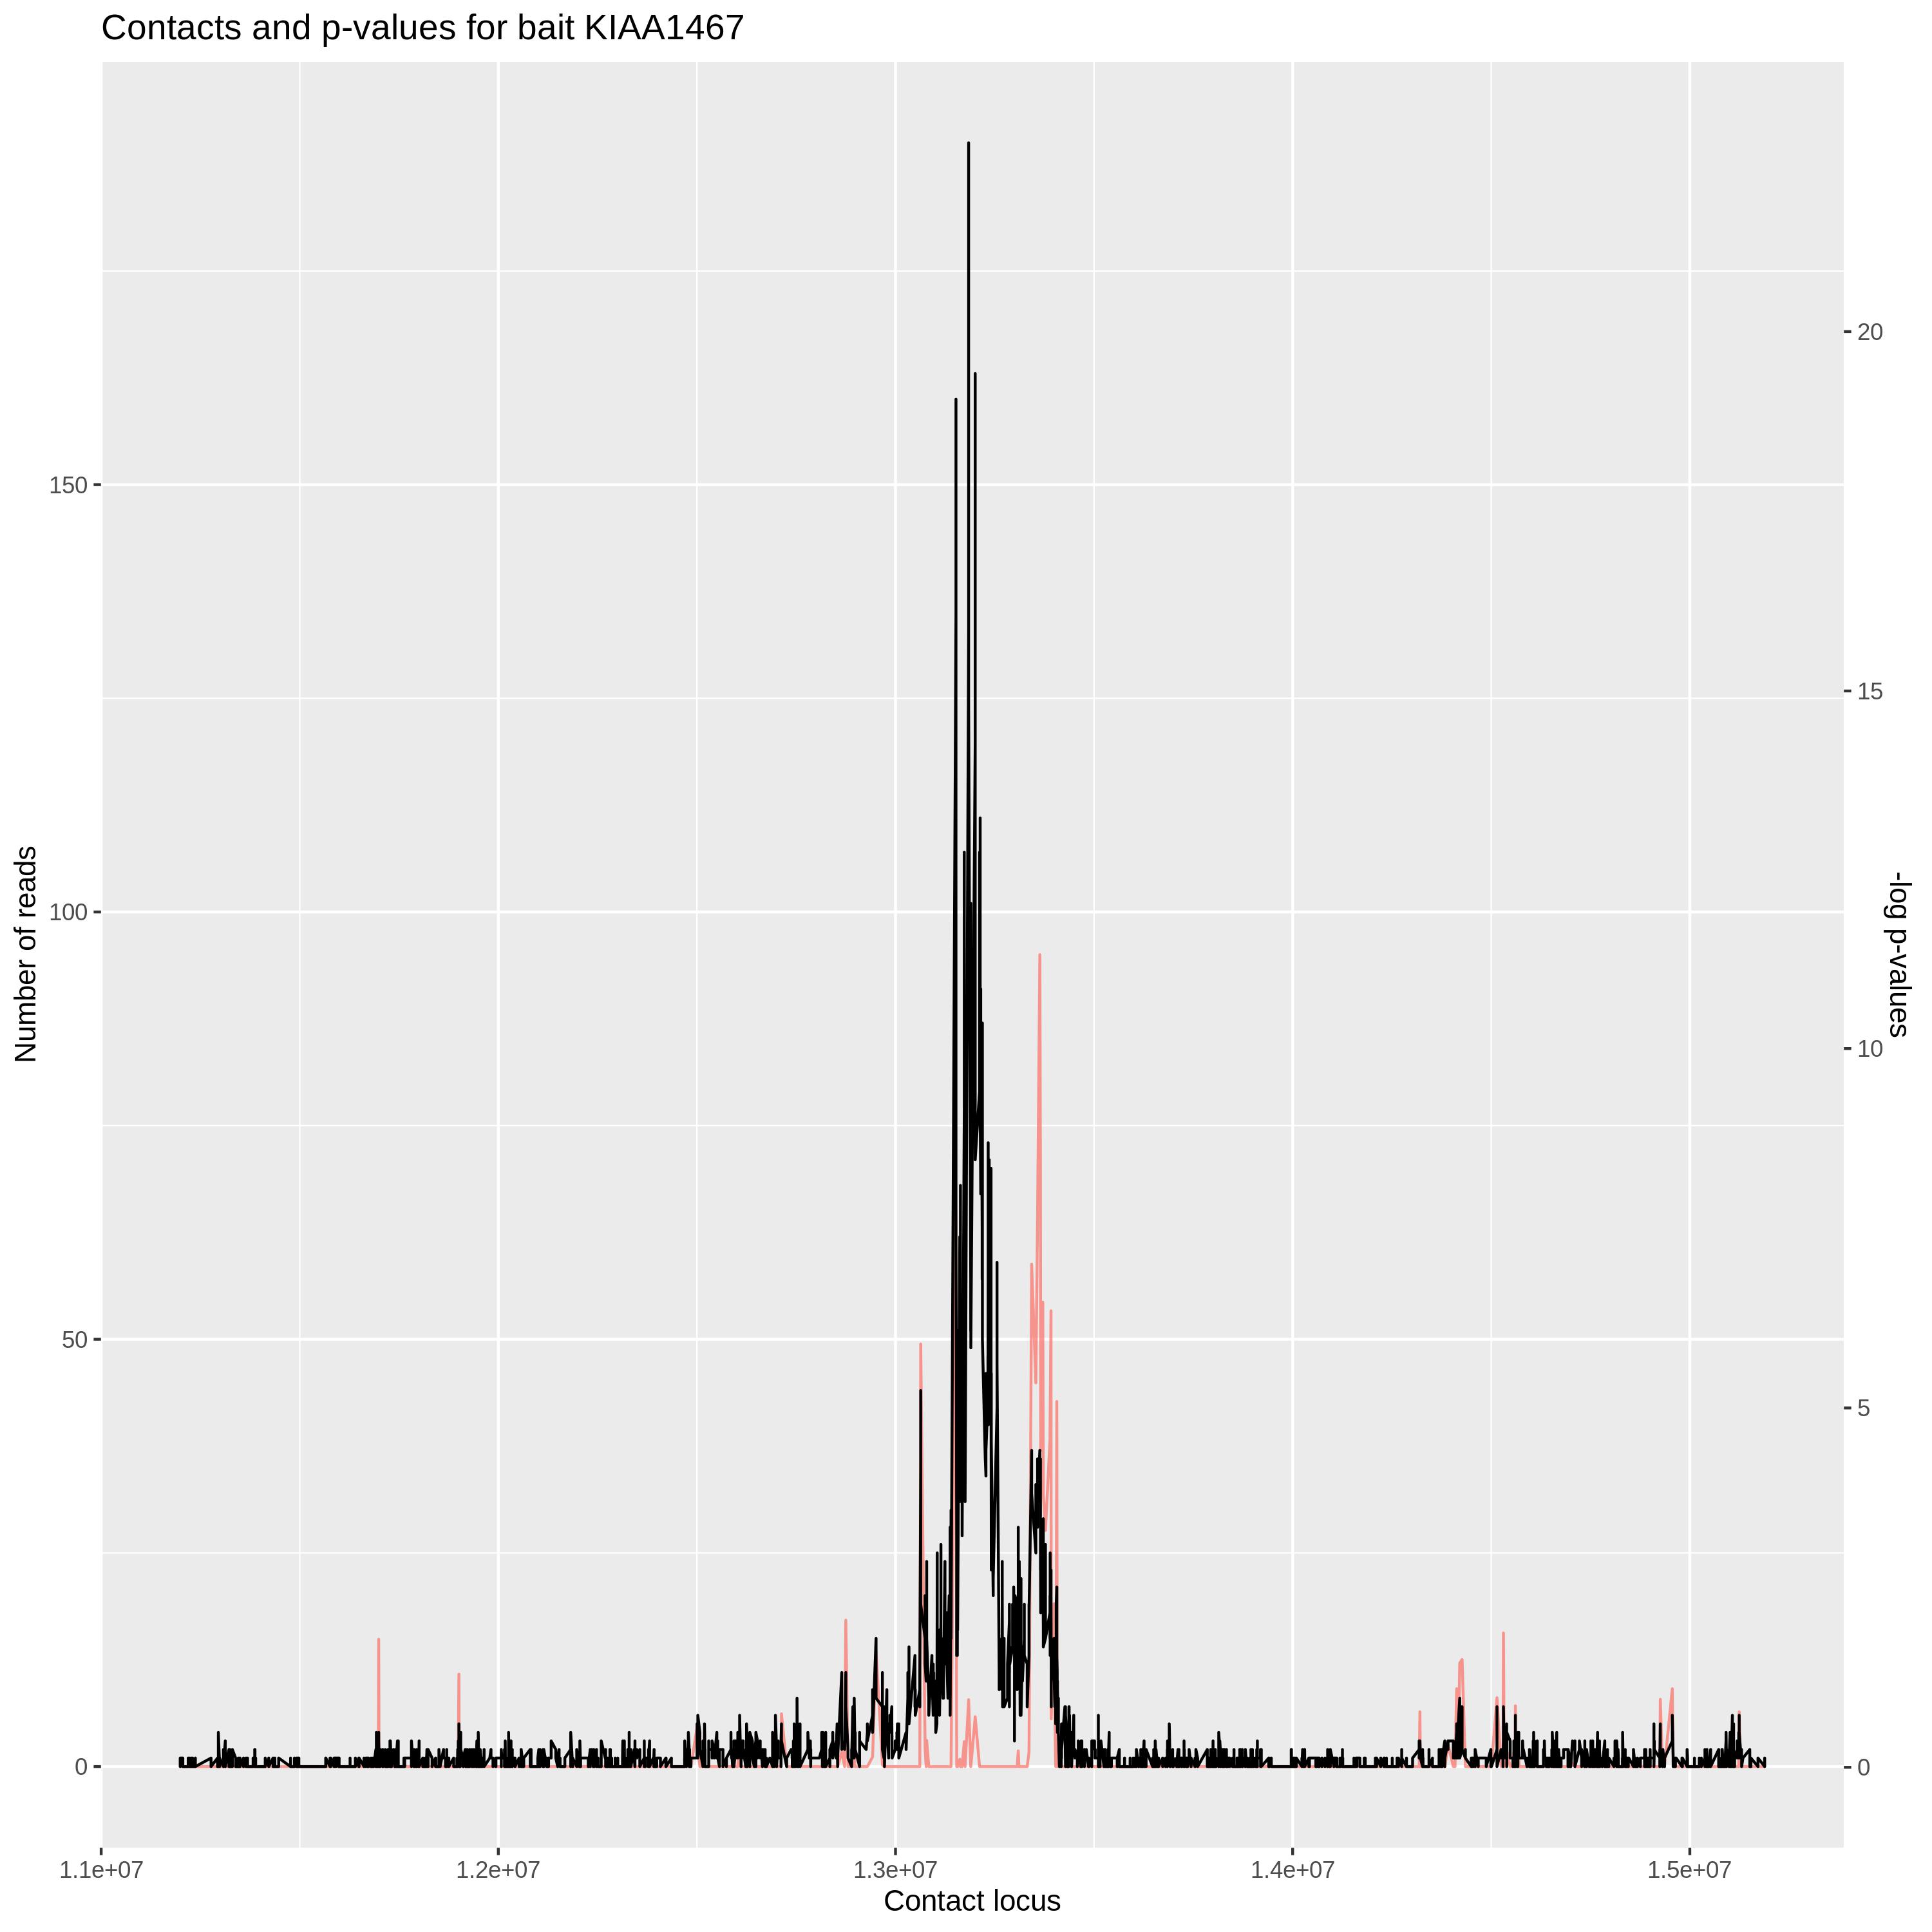 Contacts and p-values for bait KIAA1467
Number of reads
150
100
50
0
20
15
10
5
0
-log p-values
1.1e+07 1.2e+07 1.3e+07 1.4e+07 1.5e+07
Contact locus